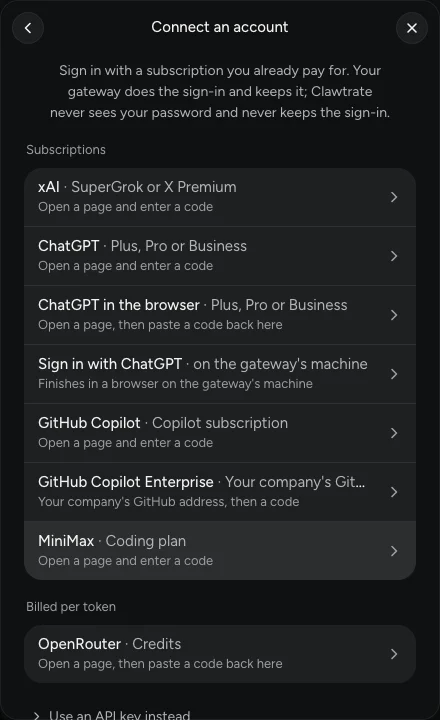 Connect an account
Sign in with a subscription you already pay for. Your
gateway does the sign-in and keeps it; Clawtrate
never sees your password and never keeps the sign-in.
Subscriptions
xAI · SuperGrok or X Premium
Open a page and enter a code
ChatGPT · Plus, Pro or Business
Open a page and enter a code
ChatGPT in the browser · Plus, Pro or Business
Open a page, then paste a code back here
Sign in with ChatGPT · on the gateway's machine
Finishes in a browser on the gateway's machine
GitHub Copilot · Copilot subscription
Open a page and enter a code
GitHub Copilot Enterprise · Your company's Git...
Your company's GitHub address, then a code
MiniMax · Coding plan
Open a page and enter a code
Billed per token
OpenRouter · Credits
Open a page, then paste a code back here
Use an API key instead